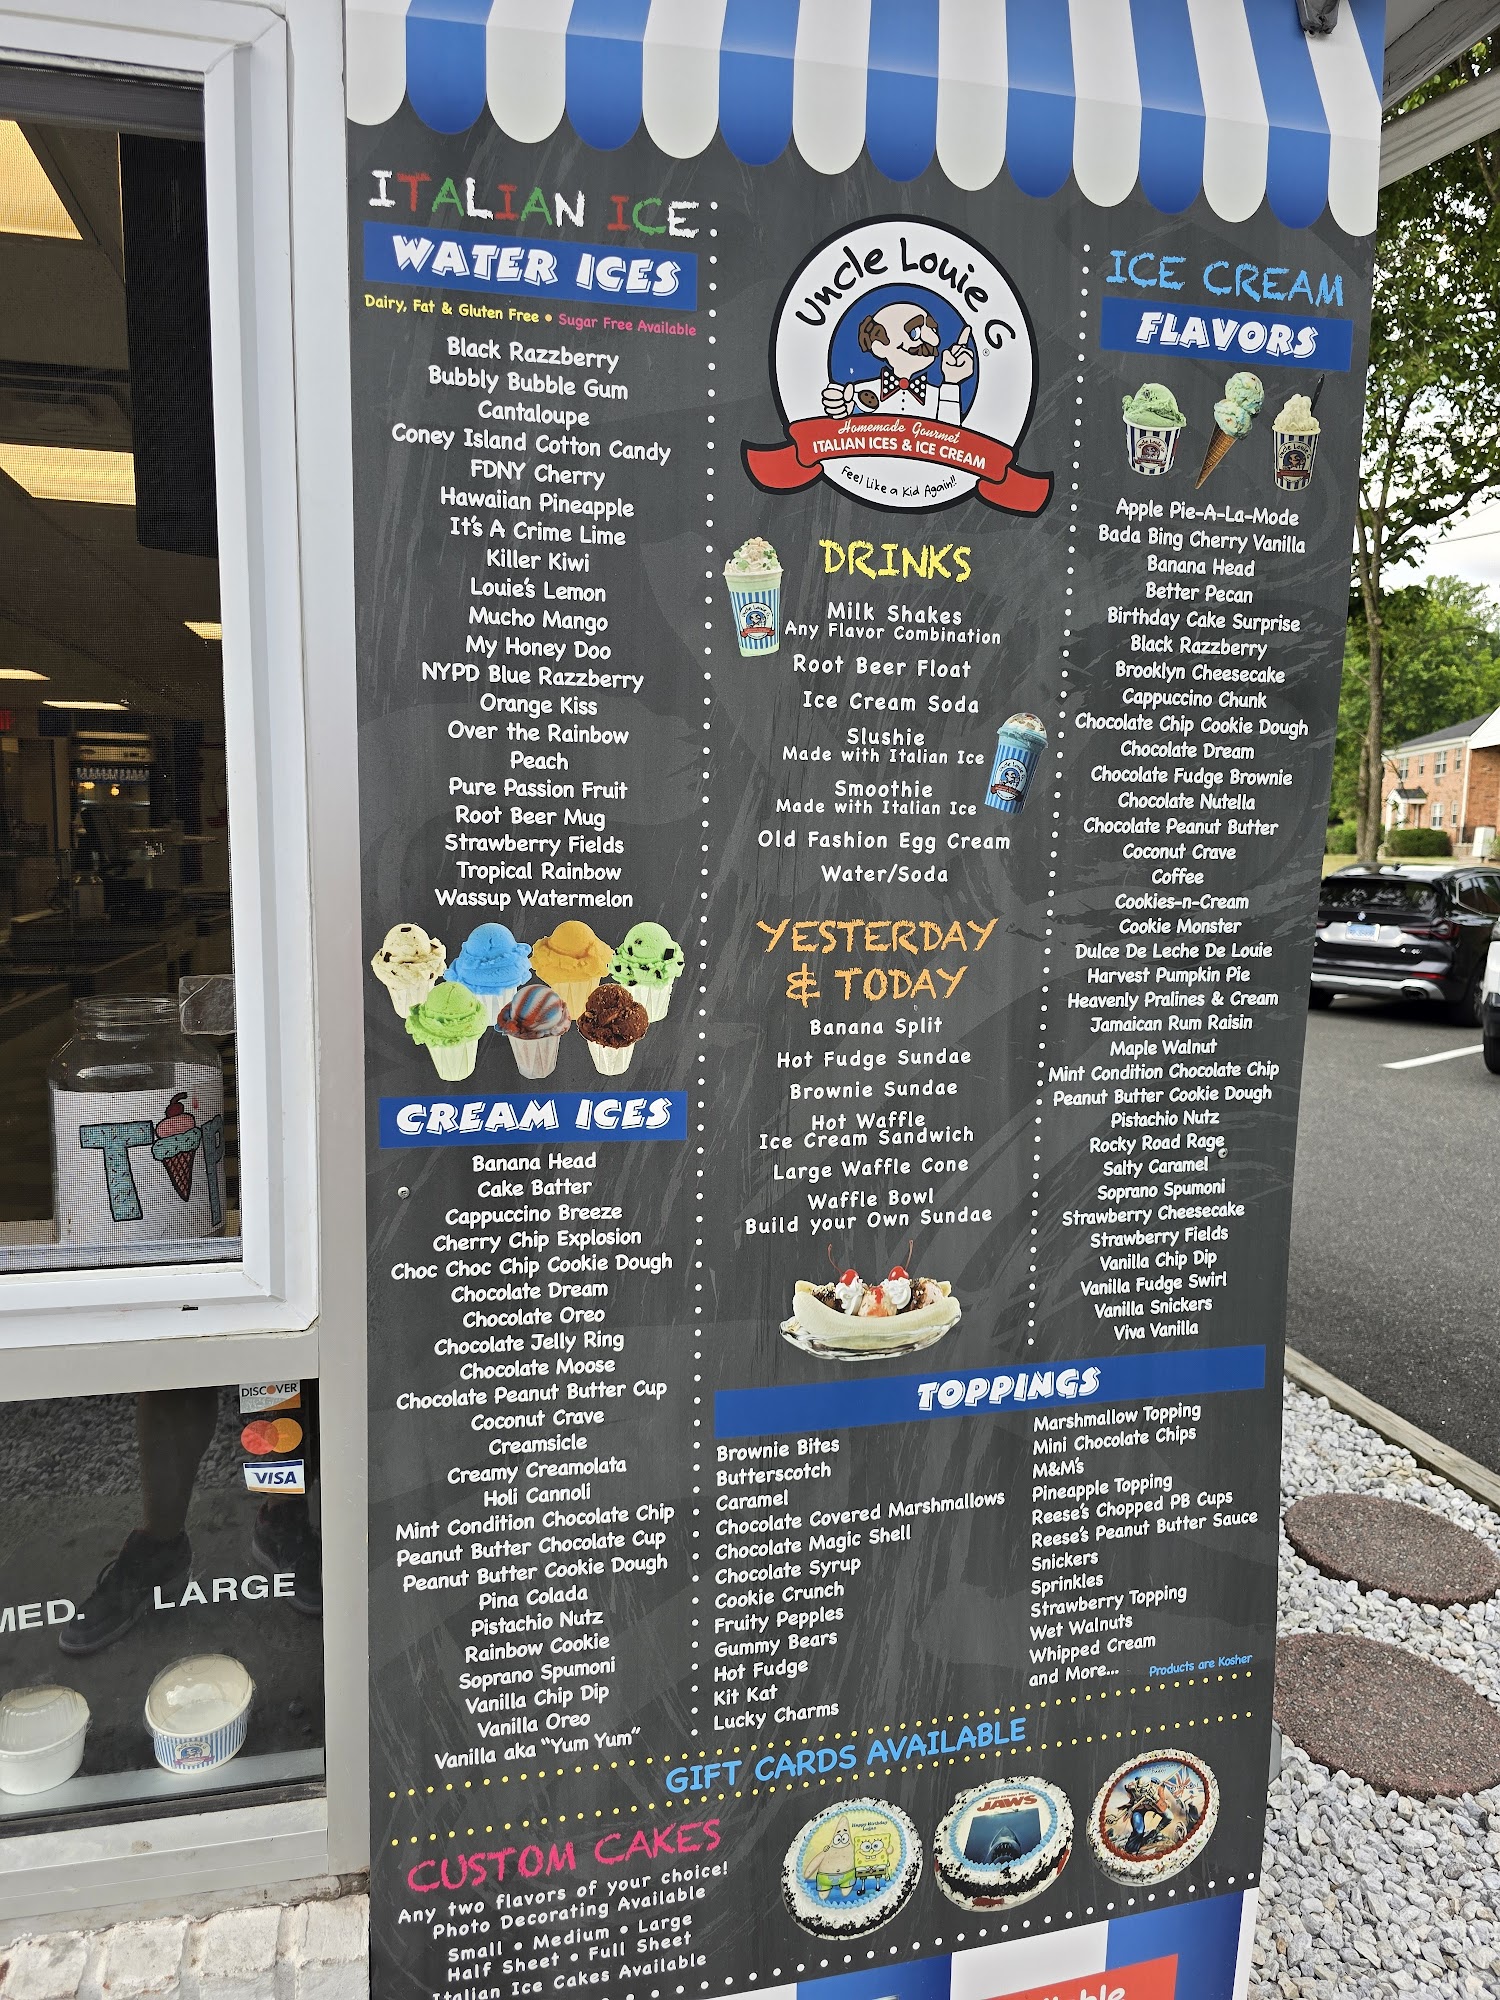 ITALIAN ICE
WATER ICES
Dairy, Fat & Gluten Free • Sugar Free Available
Black Razzberry
Bubbly Bubble Gum
Cantaloupe
Coney Island Cotton Candy
FDNY Cherry
Hawaiian Pineapple
It's A Crime Lime
Killer Kiwi
Louie's Lemon
Mucho Mango
My Honey Doo
NYPD Blue Razzberry
Orange Kiss
Over the Rainbow
Peach
Pure Passion Fruit
Root Beer Mug
Strawberry Fields
Tropical Rainbow
Wassup Watermelon
CREAM ICES
Banana Head
Cake Batter
Cappuccino Breeze
Cherry Chip Explosion
Choc Choc Chip Cookie Dough
Chocolate Dream
Chocolate Oreo
Chocolate Jelly Ring
Chocolate Moose
Chocolate Peanut Butter Cup
Coconut Crave
Creamsicle
Creamy Creamolata
Holi Cannoli
Mint Condition Chocolate Chip
Peanut Butter Chocolate Cup
Peanut Butter Cookie Dough
Pina Colada
Pistachio Nutz
Rainbow Cookie
Soprano Spumoni
Vanilla Chip Dip
Vanilla Oreo
Vanilla aka "Yum Yum"
Uncle Louie G
Homemade Gourmet
ITALIAN ICES & ICE CREAM
Feel Like a Kid Again!!
DRINKS
Milk Shakes
Any Flavor Combination
Root Beer Float
Ice Cream Soda
Slushie
Made with Italian Ice
Smoothie
Made with Italian Ice
Old Fashion Egg Cream
Water/Soda
YESTERDAY
& TODAY
Banana Split
Hot Fudge Sundae
Brownie Sundae
Hot Waffle
Ice Cream Sandwich
Large Waffle Cone
Waffle Bowl
Build your Own Sundae
ICE CREAM
FLAVORS
Apple Pie-A-La-Mode
Bada Bing Cherry Vanilla
Banana Head
Better Pecan
Birthday Cake Surprise
Black Razzberry
Brooklyn Cheesecake
Cappuccino Chunk
Chocolate Chip Cookie Dough
Chocolate Dream
Chocolate Fudge Brownie
Chocolate Nutella
Chocolate Peanut Butter
Coconut Crave
Coffee
Cookies-n-Cream
Cookie Monster
Dulce De Leche De Louie
Harvest Pumpkin Pie
Heavenly Pralines & Cream
Jamaican Rum Raisin
Maple Walnut
Mint Condition Chocolate Chip
Peanut Butter Cookie Dough
Pistachio Nutz
Rocky Road Rage
Salty Caramel
Soprano Spumoni
Strawberry Cheesecake
Strawberry Fields
Vanilla Chip Dip
Vanilla Fudge Swirl
Vanilla Snickers
Viva Vanilla
TOPPINGS
Brownie Bites
Butterscotch
Caramel
Chocolate Covered Marshmallows
Chocolate Magic Shell
Chocolate Syrup
Cookie Crunch
Fruity Pepples
Gummy Bears
Hot Fudge
Kit Kat
Lucky Charms
Marshmallow Topping
Mini Chocolate Chips
M&M's
Pineapple Topping
Reese's Chopped PB Cups
Reese's Peanut Butter Sauce
Snickers
Sprinkles
Strawberry Topping
Wet Walnuts
Whipped Cream
and More...
Products are Kosher
GIFT CARDS AVAILABLE
CUSTOM CAKES
Any two flavors of your choice!
Photo Decorating Available
Small • Medium • Large
Half Sheet • Full Sheet
Italian Ice Cakes Available
Happy Birthday
JAWS
DISCOVER
VISA
MED.
LARGE